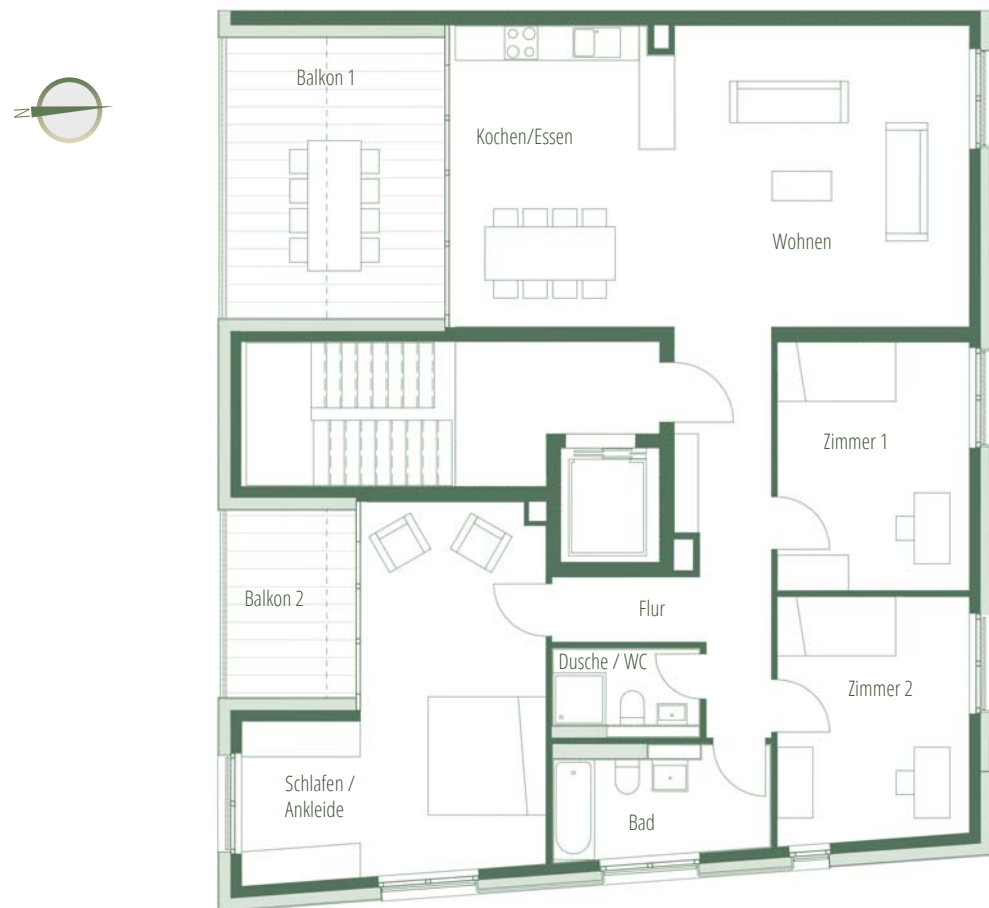 Balkon 1
N
Kochen/Essen
Wohnen
Zimmer 1
Balkon 2
Flur
Dusche / WC
Zimmer 2
Schlafen /
Ankleide
Bad